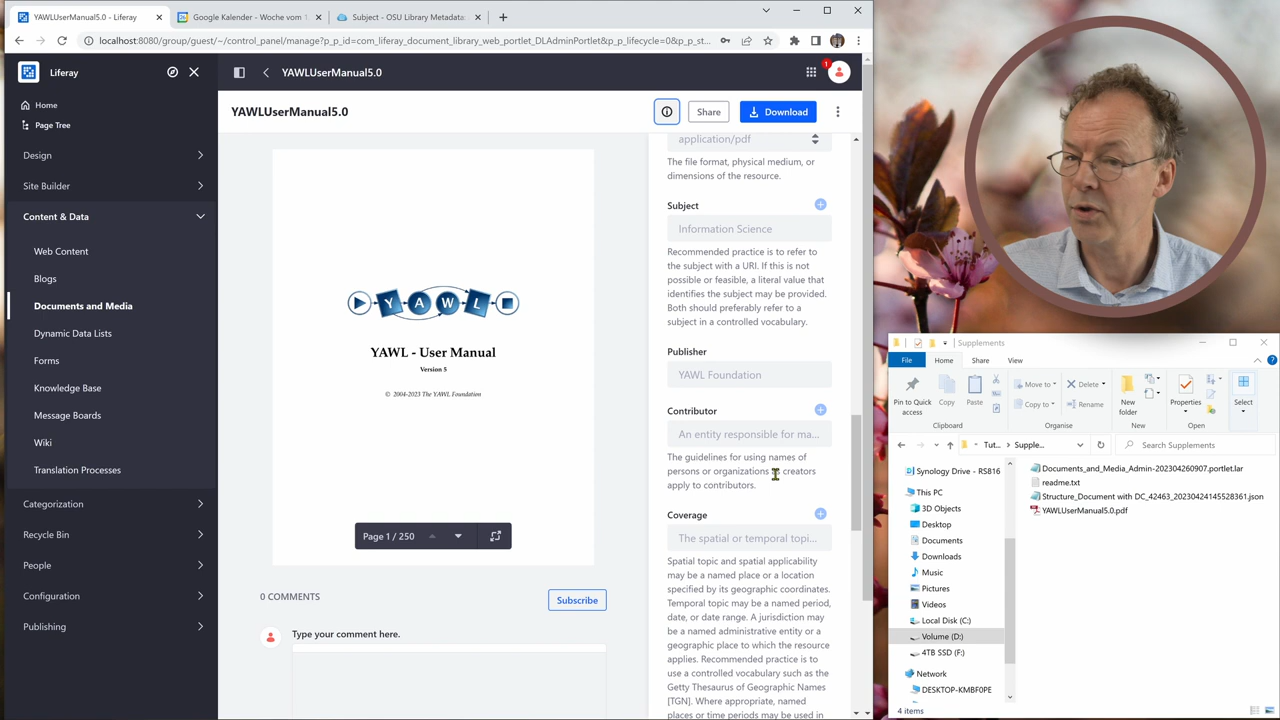 YAWLUserManual5.0 - Liferay
Google Kalender - Woche vom 1
Subject - OSU Library Metadata
localhost:8080/group/guest/~/control_panel/manage?p_p_id=com_liferay_document_library_web_portlet_DLAdminPortlet&p_p_lifecycle=0&p_p_st...
Liferay
YAWLUserManual5.0
1
Home
Page Tree
Design
Site Builder
Content & Data
Web Content
Blogs
Documents and Media
Dynamic Data Lists
Forms
Knowledge Base
Message Boards
Wiki
Translation Processes
Categorization
Recycle Bin
People
Configuration
Publishing
YAWLUserManual5.0
Share
Download
YAWL
YAWL - User Manual
Version 5
© 2004-2023 The YAWL Foundation
Page 1 / 250
0 COMMENTS
Subscribe
Type your comment here.
application/pdf
The file format, physical medium, or
dimensions of the resource.
Subject
Information Science
Recommended practice is to refer to
the subject with a URI. If this is not
possible or feasible, a literal value that
identifies the subject may be provided.
Both should preferably refer to a
subject in a controlled vocabulary.
Publisher
YAWL Foundation
Contributor
An entity responsible for ma...
The guidelines for using names of
persons or organizations creators
apply to contributors.
Coverage
The spatial or temporal topi...
Spatial topic and spatial applicability
may be a named place or a location
specified by its geographic coordinates.
Temporal topic may be a named period,
date, or date range. A jurisdiction may
be a named administrative entity or a
geographic place to which the resource
applies. Recommended practice is to
use a controlled vocabulary such as the
Getty Thesaurus of Geographic Names
[TGN]. Where appropriate, named
places or time periods may be used in
Supplements
File
Home
Share
View
Pin to Quick
access
Copy
Paste
Move to
Copy to
Delete
Rename
New
folder
Properties
Select
Clipboard
Organise
New
Open
Tut...
Supple...
Search Supplements
Synology Drive - RS816
This PC
3D Objects
Desktop
Documents
Downloads
Music
Pictures
Videos
Local Disk (C:)
Volume (D:)
4TB SSD (F:)
Network
DESKTOP-KMBF0PE
Documents_and_Media_Admin-202304260907.portlet.lar
readme.txt
Structure_Document with DC_42463_20230424145528361.json
YAWLUserManual5.0.pdf
4 items